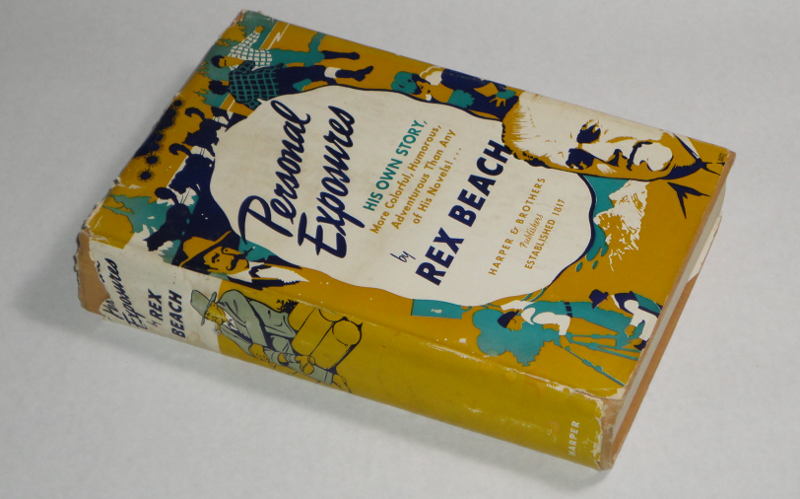 Personal
Exposures
HIS OWN STORY,
More Colorful, Humorous,
Adventurous Than Any
of His Novels! . . .
by
REX BEACH
HARPER & BROTHERS
Publishers
ESTABLISHED 1817
Exposures
REX
BEACH
HARPER